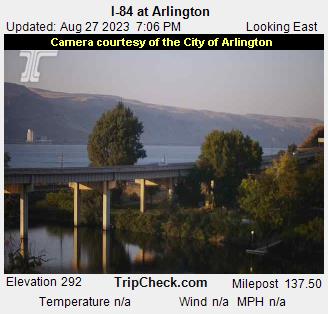 I-84 at Arlington
Updated: Aug 27 2023 7:06 PM Looking East
Camera courtesy of the City of Arlington
Elevation 292 TripCheck.com Milepost 137.50
Temperature n/a Wind n/a MPH n/a